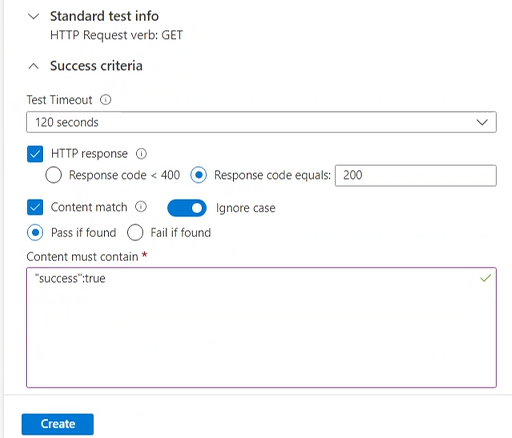 Standard test info
HTTP Request verb: GET
Success criteria
Test Timeout
120 seconds
HTTP response
Response code < 400 Response code equals: 200
Content match Ignore case
Pass if found Fail if found
Content must contain *
"success":true
Create